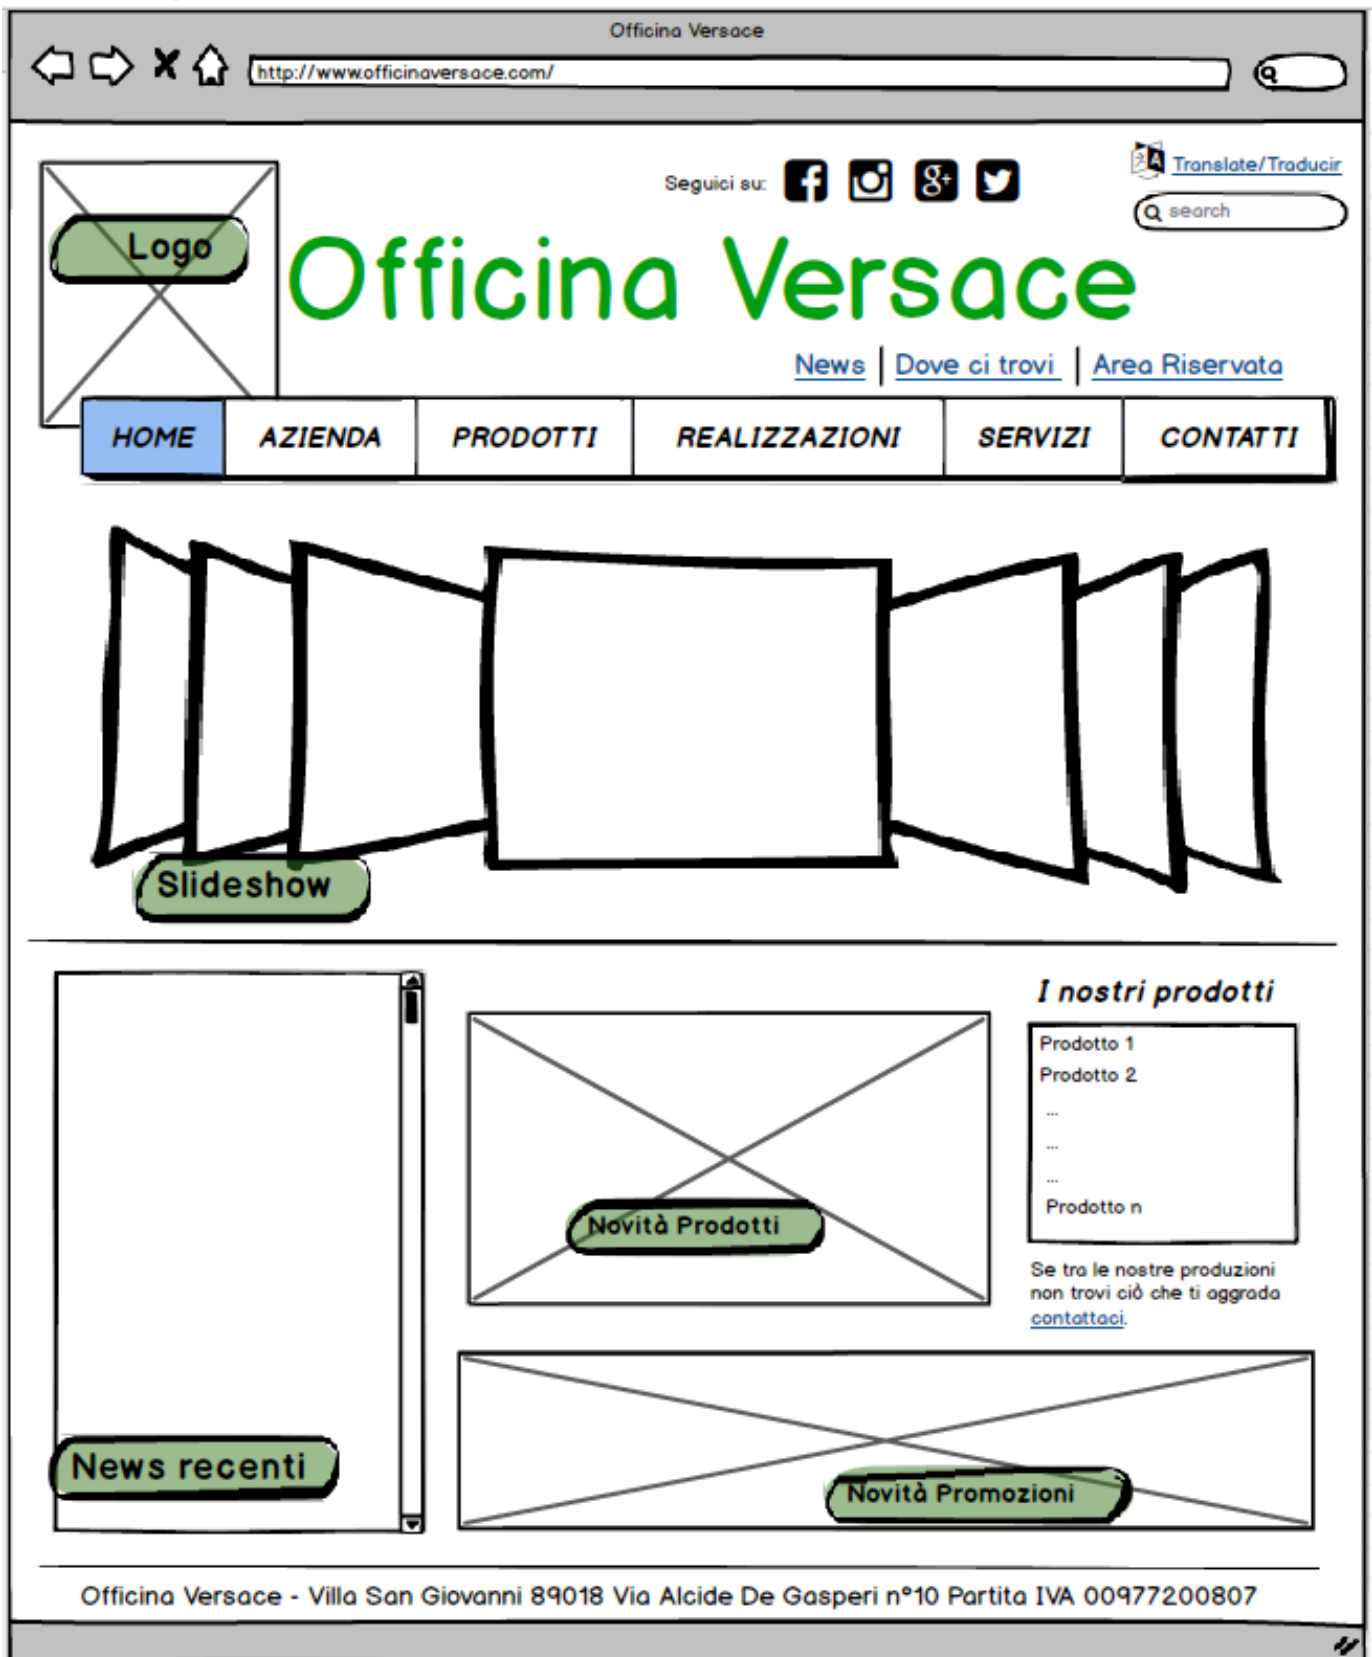 Officina Versace
http://www.officinaversace.com/
Translate/Traducir
Seguici su:
search
Logo
Officina Versace
News | Dove ci trovi | Area Riservata
HOME AZIENDA PRODOTTI REALIZZAZIONI SERVIZI CONTATTI
Slideshow
I nostri prodotti
Prodotto 1
Prodotto 2
...
...
...
Prodotto n
Novità Prodotti
Se tra le nostre produzioni
non trovi ciò che ti aggrada
contattaci.
News recenti
Novità Promozioni
Officina Versace - Villa San Giovanni 89018 Via Alcide De Gasperi n°10 Partita IVA 00977200807